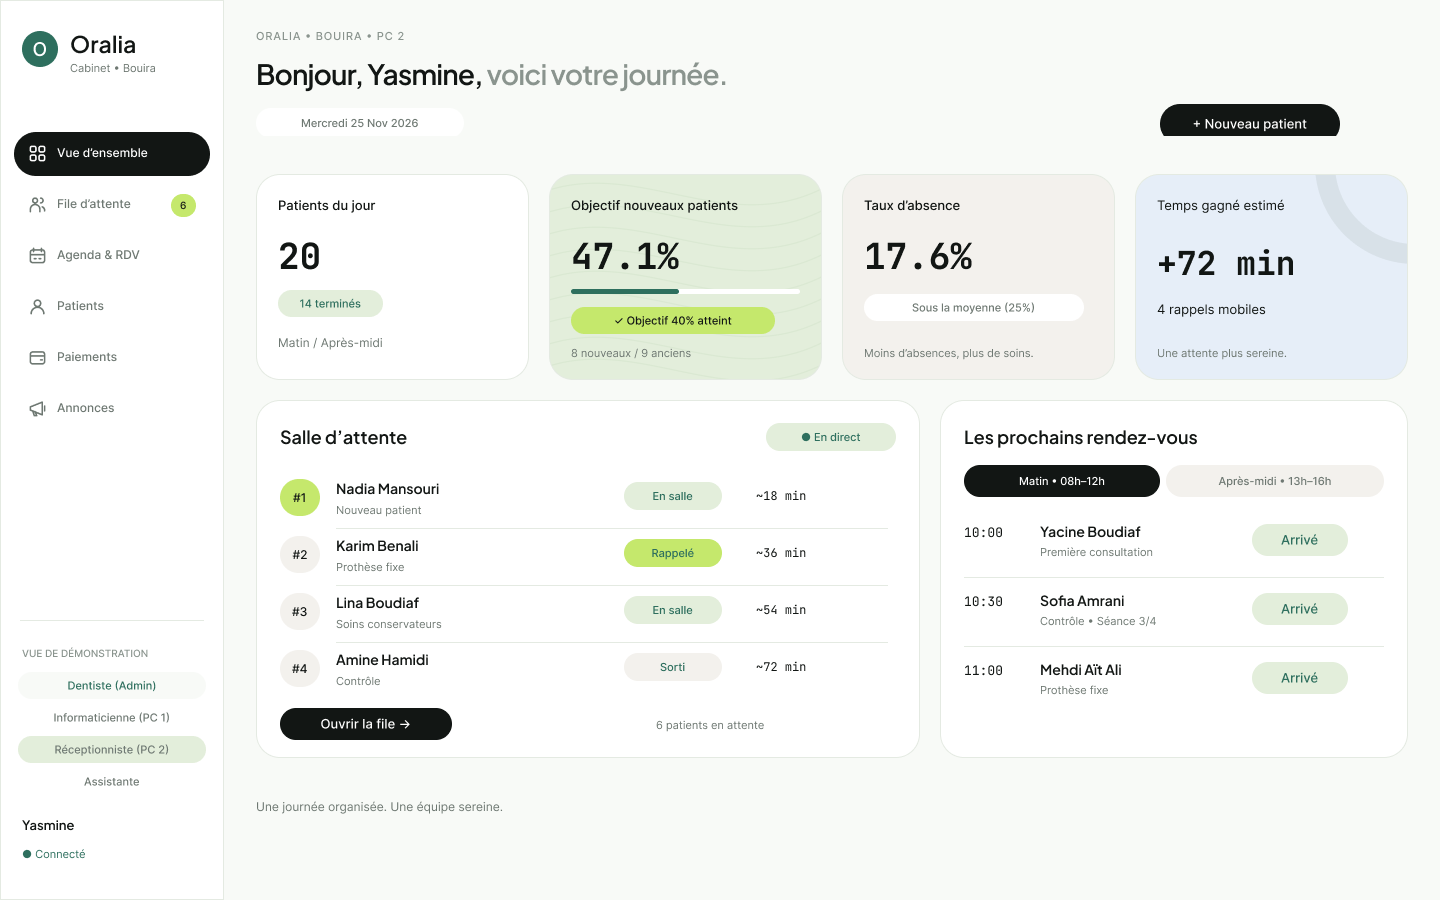 O
Oralia
Cabinet • Bouira
Vue d’ensemble
File d’attente
6
Agenda & RDV
Patients
Paiements
Annonces
VUE DE DÉMONSTRATION
Dentiste (Admin)
Informaticienne (PC 1)
Réceptionniste (PC 2)
Assistante
Yasmine
Connecté
ORALIA • BOUIRA • PC 2
Bonjour, Yasmine, voici votre journée.
Mercredi 25 Nov 2026
+ Nouveau patient
Patients du jour
20
14 terminés
Matin / Après-midi
Objectif nouveaux patients
47.1%
✓ Objectif 40% atteint
8 nouveaux / 9 anciens
Taux d’absence
17.6%
Sous la moyenne (25%)
Moins d’absences, plus de soins.
Temps gagné estimé
+72 min
4 rappels mobiles
Une attente plus sereine.
Salle d’attente
En direct
#1
Nadia Mansouri
Nouveau patient
En salle
~18 min
#2
Karim Benali
Prothèse fixe
Rappelé
~36 min
#3
Lina Boudiaf
Soins conservateurs
En salle
~54 min
#4
Amine Hamidi
Contrôle
Sorti
~72 min
Ouvrir la file →
6 patients en attente
Les prochains rendez-vous
Matin • 08h–12h
Après-midi • 13h–16h
10:00
Yacine Boudiaf
Première consultation
Arrivé
10:30
Sofia Amrani
Contrôle • Séance 3/4
Arrivé
11:00
Mehdi Aït Ali
Prothèse fixe
Arrivé
Une journée organisée. Une équipe sereine.